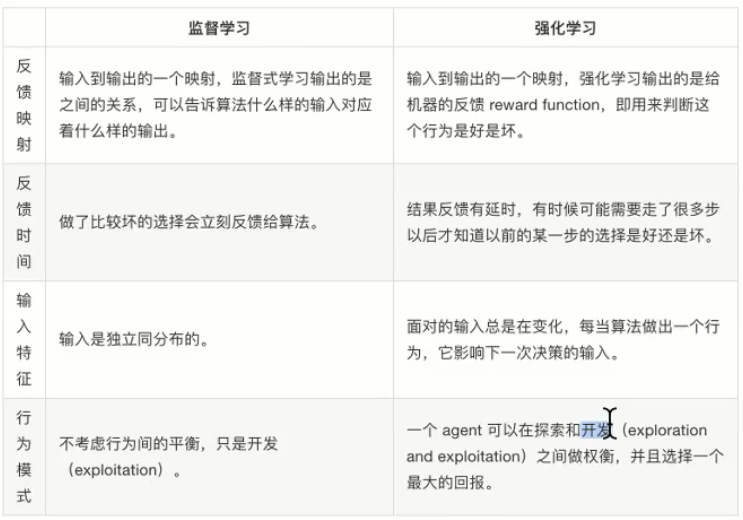 监督学习
强化学习
反馈映射
输入到输出的一个映射，监督式学习输出的是
之间的关系，可以告诉算法什么样的输入对应
着什么样的输出。
输入到输出的一个映射，强化学习输出的是给
机器的反馈 reward function，即用来判断这
个行为是好是坏。
反馈时间
做了比较坏的选择会立刻反馈给算法。
结果反馈有延时，有时候可能需要走了很多步
以后才知道以前的某一步的选择是好还是坏。
输入特征
输入是独立同分布的。
面对的输入总是在变化，每当算法做出一个行
为，它影响下一次决策的输入。
行为模式
不考虑行为间的平衡，只是开发
（exploitation）。
一个 agent 可以在探索和开发（exploration
and exploitation）之间做权衡，并且选择一个
最大的回报。